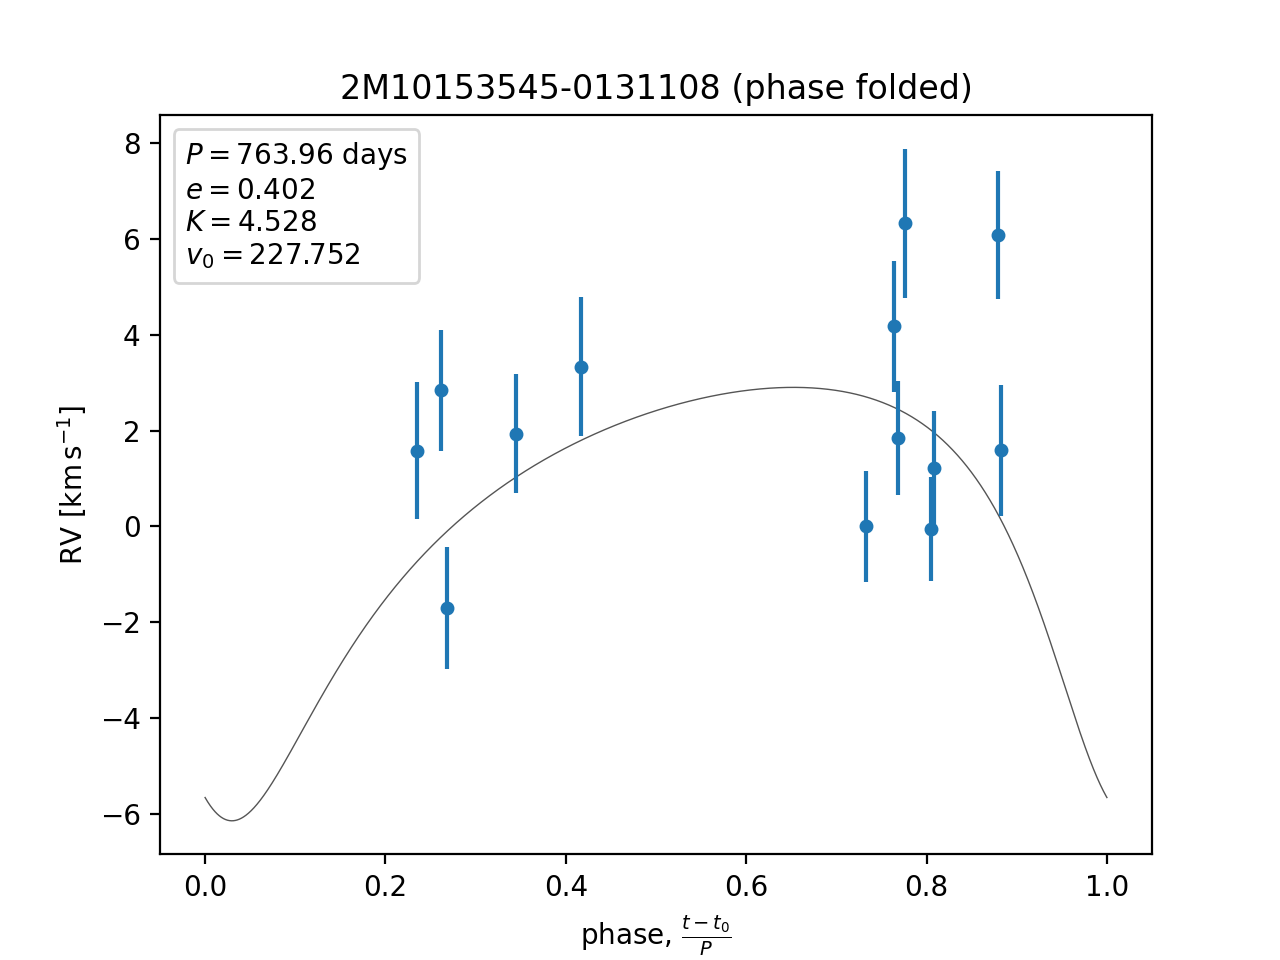 2M10153545-0131108 (phase folded)
P = 763.96 days
e = 0.402
K = 4.528
v₀ = 227.752
8
6
4
2
0
−2
−4
−6
RV [km s⁻¹]
0.0 0.2 0.4 0.6 0.8 1.0
phase, (t − t₀)/P